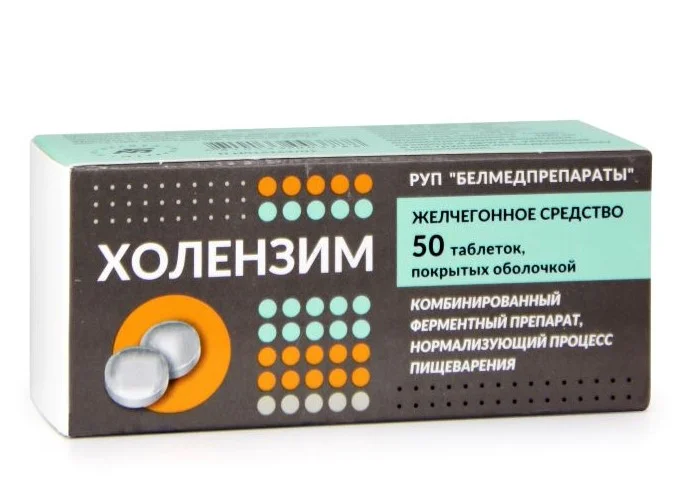 РУП "БЕЛМЕДПРЕПАРАТЫ"
ЖЕЛЧЕГОННОЕ СРЕДСТВО
50 таблеток,
покрытых оболочкой
ХОЛЕНЗИМ
КОМБИНИРОВАННЫЙ
ФЕРМЕНТНЫЙ ПРЕПАРАТ,
НОРМАЛИЗУЮЩИЙ ПРОЦЕСС
ПИЩЕВАРЕНИЯ